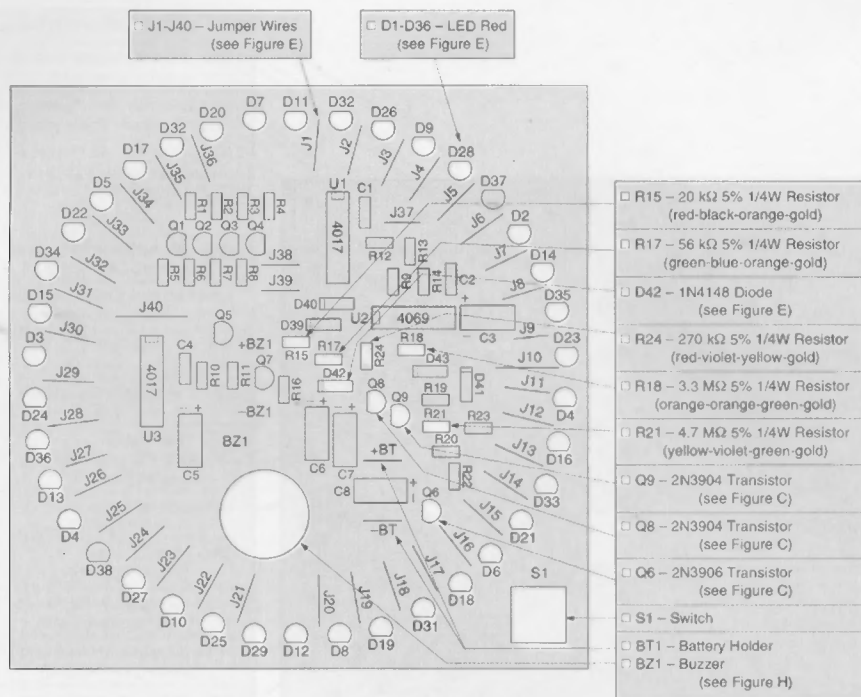 □ J1-J40 – Jumper Wires
(see Figure E)
□ D1-D36 – LED Red
(see Figure E)
D20 D7 D11 D32 D26
D32 D9
D17 D28
D5 D37
D22 D2
D34 D14
D15 D35
D3 D23
D24 D4
D36 D16
D13 D33
D4 D21
D38 D6
D27 D18
D10 D31
D25 D29 D12 D8 D19
J36 J1 J2 J3 J4 J5
J35 J34 J33 J32 J31 J30 J29 J28 J27 J26 J25 J24 J23 J22 J21 J20 J19 J18 J17 J16 J15 J14 J13 J12 J11 J10 J9 J8 J7 J6
R1 R2 R3 R4
U1 C1
4017
J37
Q1 Q2 Q3 Q4
J38
R12 R13
R5 R6 R7 R8
J39
R9 R14 C2
J40
D40
U2 4069
+
C3
–
Q5
D39
+BZ1
R15 R17
R24 R18
D43
4017
C4 R10 R11 Q7
R16 D42
Q8 Q9
R19 D41
R21 R23
U3
–BZ1
+
C5
BZ1
C6 C7
+BT
R20
R22
C8 +
–
Q6
–BT
S1
□ R15 – 20 kΩ 5% 1/4W Resistor
(red-black-orange-gold)
□ R17 – 56 kΩ 5% 1/4W Resistor
(green-blue-orange-gold)
□ D42 – 1N4148 Diode
(see Figure E)
□ R24 – 270 kΩ 5% 1/4W Resistor
(red-violet-yellow-gold)
□ R18 – 3.3 MΩ 5% 1/4W Resistor
(orange-orange-green-gold)
□ R21 – 4.7 MΩ 5% 1/4W Resistor
(yellow-violet-green-gold)
□ Q9 – 2N3904 Transistor
(see Figure C)
□ Q8 – 2N3904 Transistor
(see Figure C)
□ Q6 – 2N3906 Transistor
(see Figure C)
□ S1 – Switch
□ BT1 – Battery Holder
□ BZ1 – Buzzer
(see Figure H)